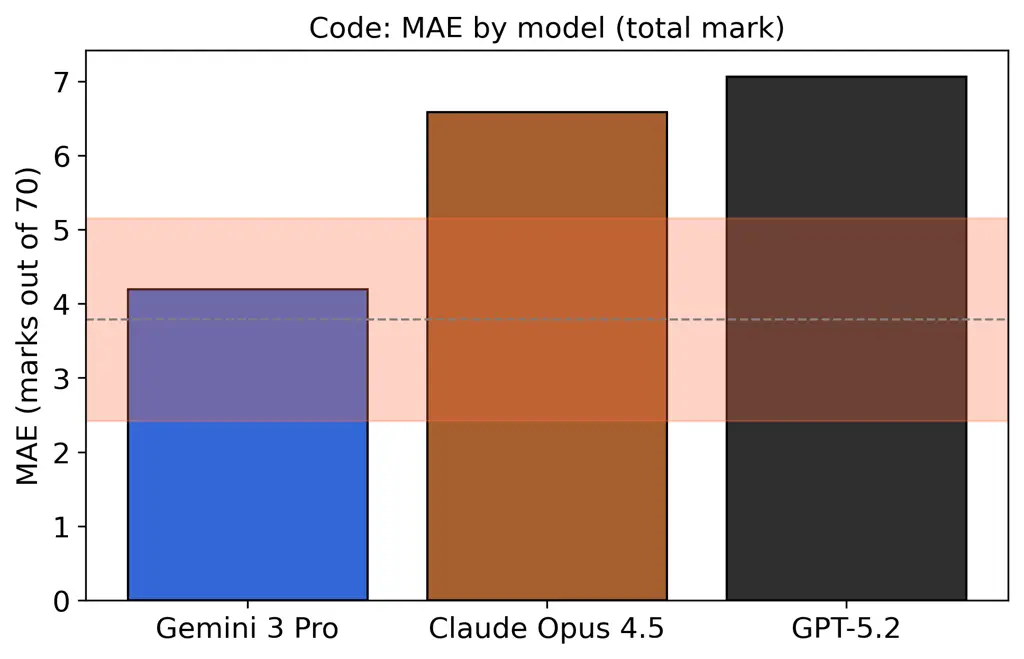 Code: MAE by model (total mark)
MAE (marks out of 70)
7
6
5
4
3
2
1
0
Gemini 3 Pro
Claude Opus 4.5
GPT-5.2